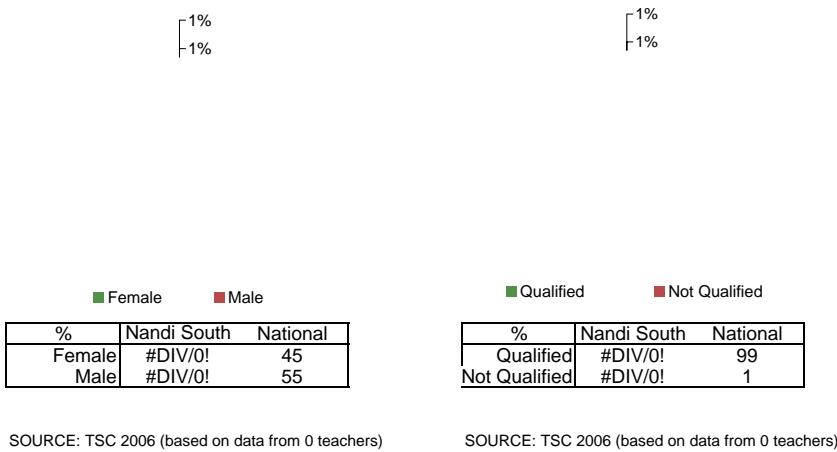 1%
1%
Female Male
% Nandi South National
Female #DIV/0! 45
Male #DIV/0! 55
SOURCE: TSC 2006 (based on data from 0 teachers)
1%
1%
Qualified Not Qualified
% Nandi South National
Qualified #DIV/0! 99
Not Qualified #DIV/0! 1
SOURCE: TSC 2006 (based on data from 0 teachers)